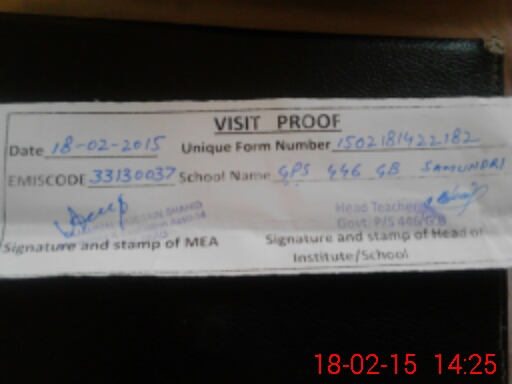 VISIT PROOF
Date 18-02-2015 Unique Form Number 1502181422182
EMISCODE 33130037 School Name GPS 446 GB SAMUNDRI
Head Teacher
Govt. P/S 446/G.B
Signature and stamp of MEA Signature and stamp of Head of
Institute/School
18-02-15 14:25